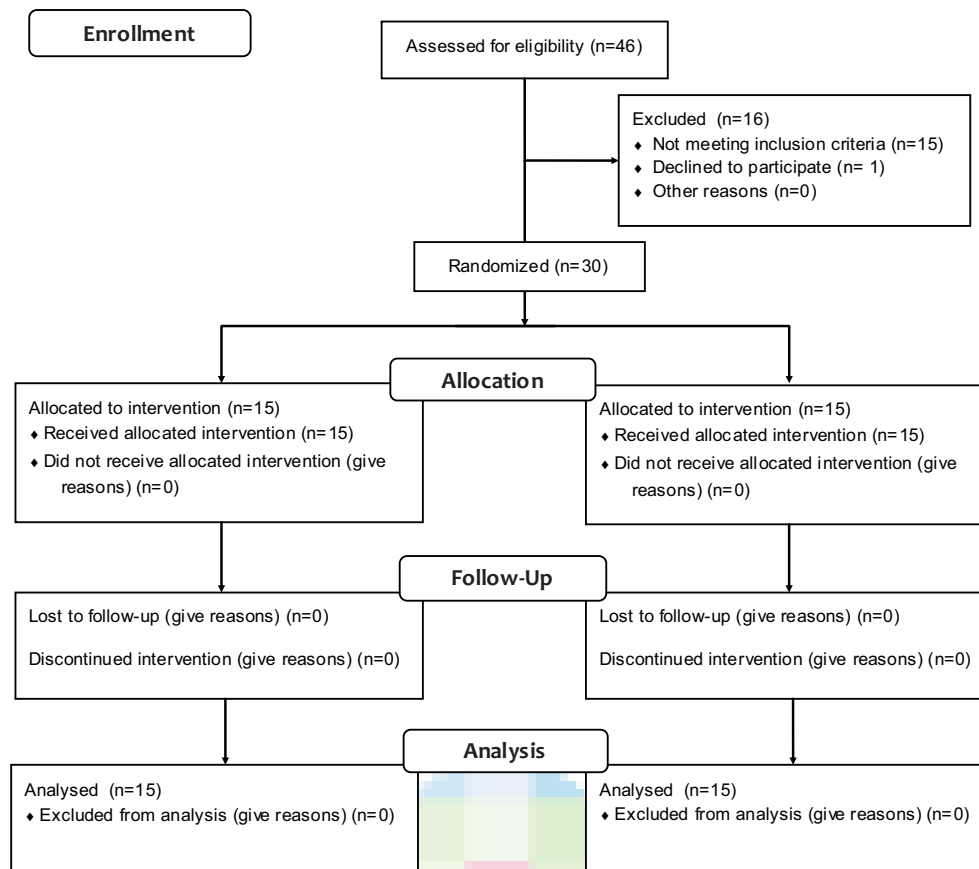 Enrollment
Assessed for eligibility (n=46)
Excluded (n=16)
♦ Not meeting inclusion criteria (n=15)
♦ Declined to participate (n= 1)
♦ Other reasons (n=0)
Randomized (n=30)
Allocation
Allocated to intervention (n=15)
♦ Received allocated intervention (n=15)
♦ Did not receive allocated intervention (give
reasons) (n=0)
Allocated to intervention (n=15)
♦ Received allocated intervention (n=15)
♦ Did not receive allocated intervention (give
reasons) (n=0)
Follow-Up
Lost to follow-up (give reasons) (n=0)
Discontinued intervention (give reasons) (n=0)
Lost to follow-up (give reasons) (n=0)
Discontinued intervention (give reasons) (n=0)
Analysis
Analysed (n=15)
♦ Excluded from analysis (give reasons) (n=0)
Analysed (n=15)
♦ Excluded from analysis (give reasons) (n=0)